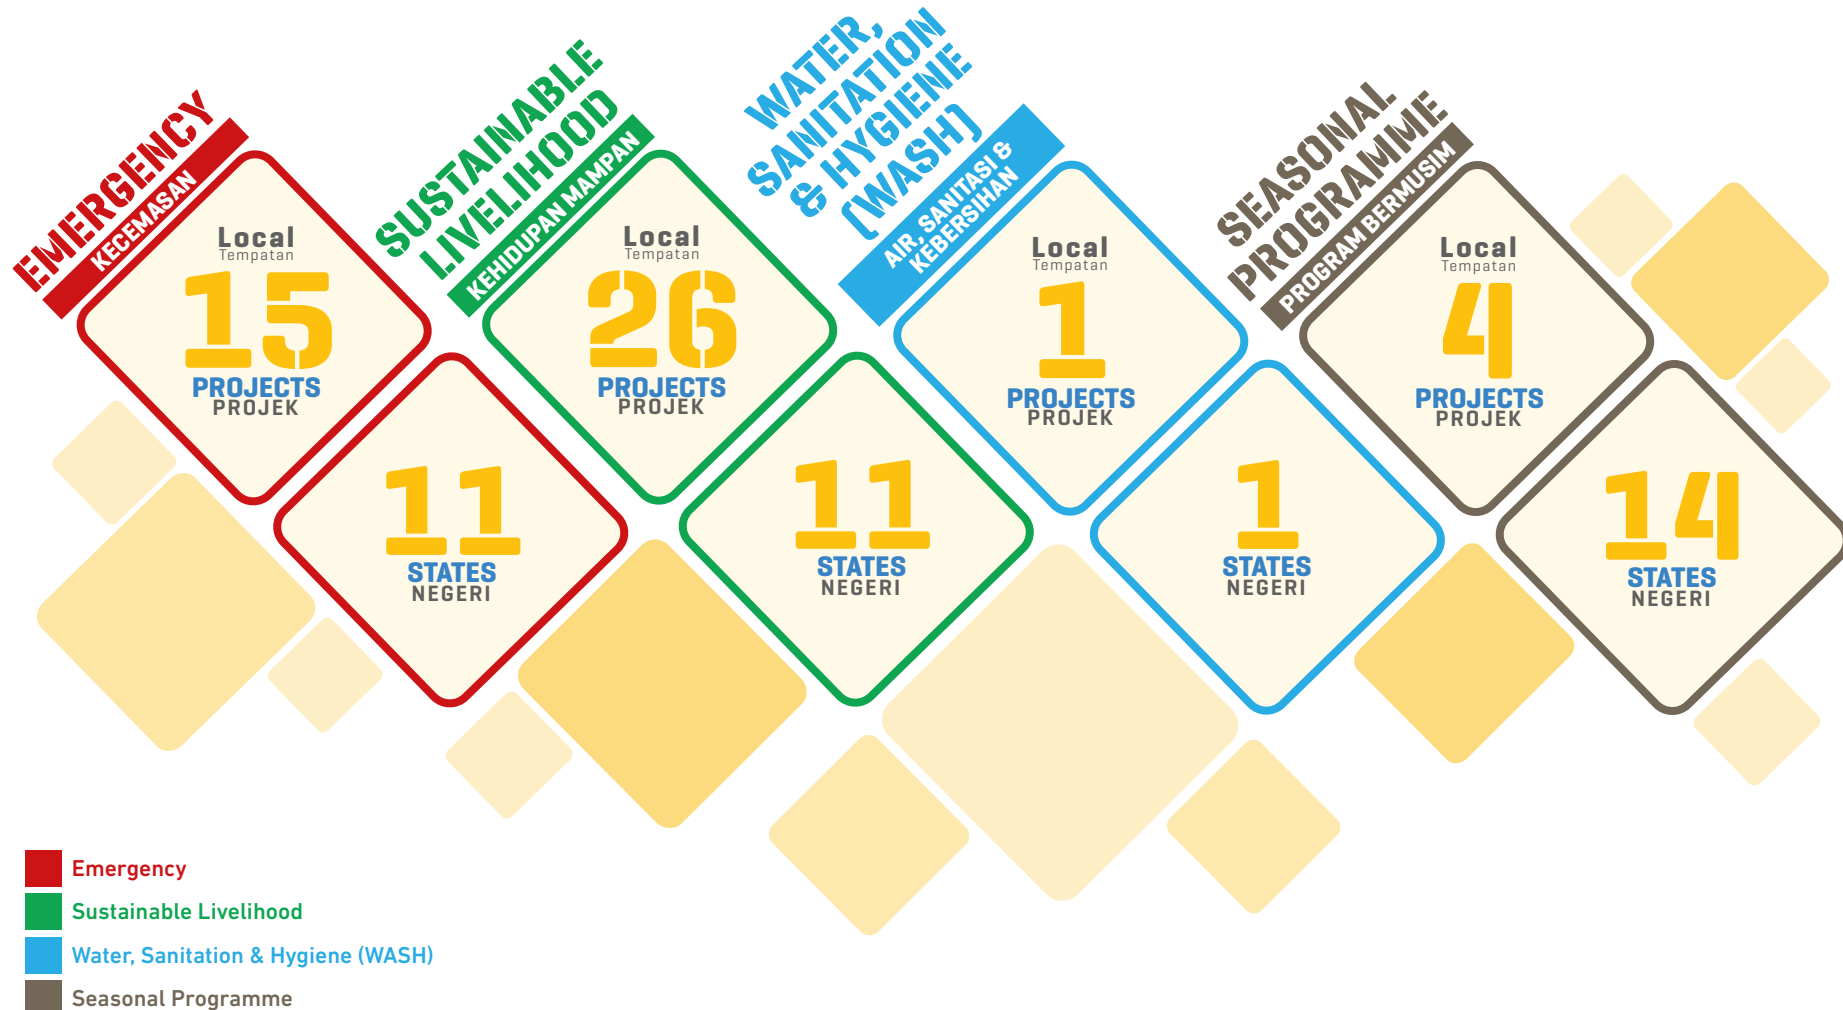 EMERGENCY
KECEMASAN
Local
Tempatan
15
PROJECTS
PROJEK
11
STATES
NEGERI
SUSTAINABLE
LIVELIHOOD
KEHIDUPAN MAMPAN
Local
Tempatan
26
PROJECTS
PROJEK
11
STATES
NEGERI
WATER,
SANITATION
& HYGIENE
(WASH)
AIR, SANITASI &
KEBERSIHAN
Local
Tempatan
1
PROJECTS
PROJEK
1
STATES
NEGERI
SEASONAL
PROGRAMME
PROGRAM BERMUSIM
Local
Tempatan
4
PROJECTS
PROJEK
14
STATES
NEGERI
Emergency
Sustainable Livelihood
Water, Sanitation & Hygiene (WASH)
Seasonal Programme